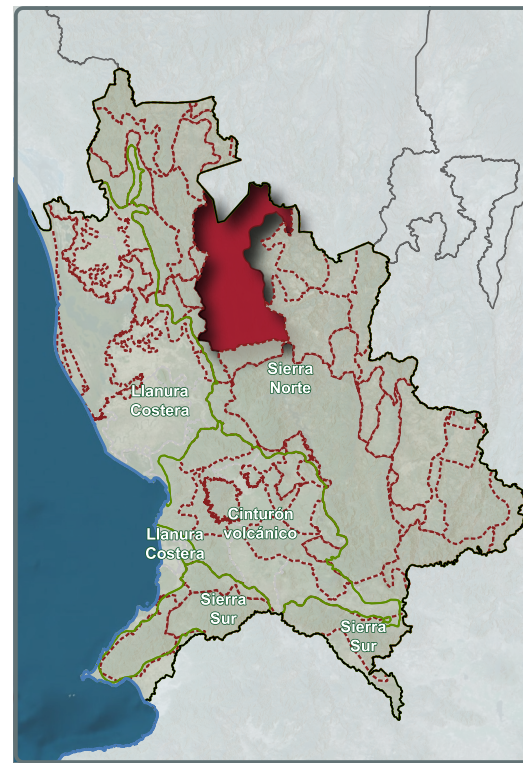 Sierra
Norte
Llanura
Costera
Cinturón
volcánico
Llanura
Costera
Sierra
Sur
Sierra
Sur